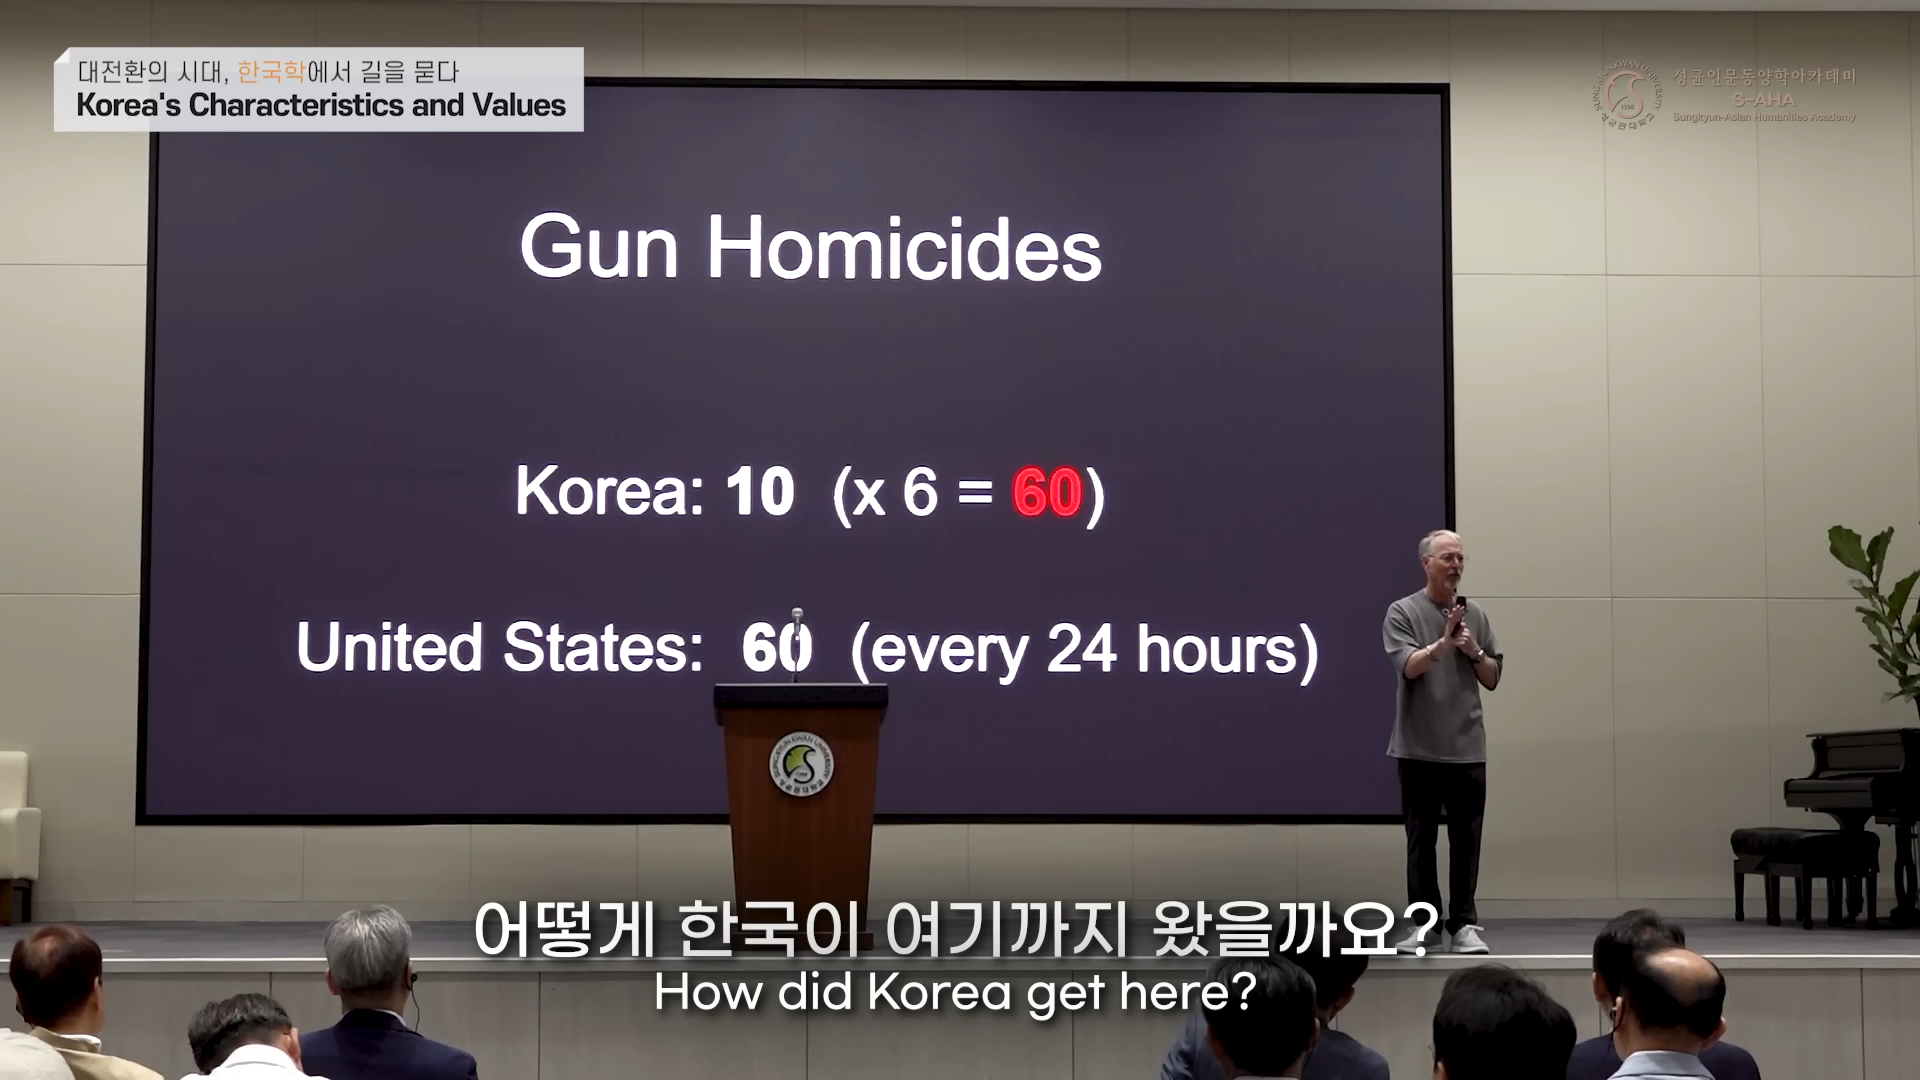 대전환의 시대, 한국학에서 길을 묻다
Korea's Characteristics and Values
성균인문동양학아카데미
S-AHA
Sungkyun-Asian Humanities Academy
Gun Homicides
Korea: 10 (x 6 = 60)
United States: 60 (every 24 hours)
어떻게 한국이 여기까지 왔을까요?
How did Korea get here?